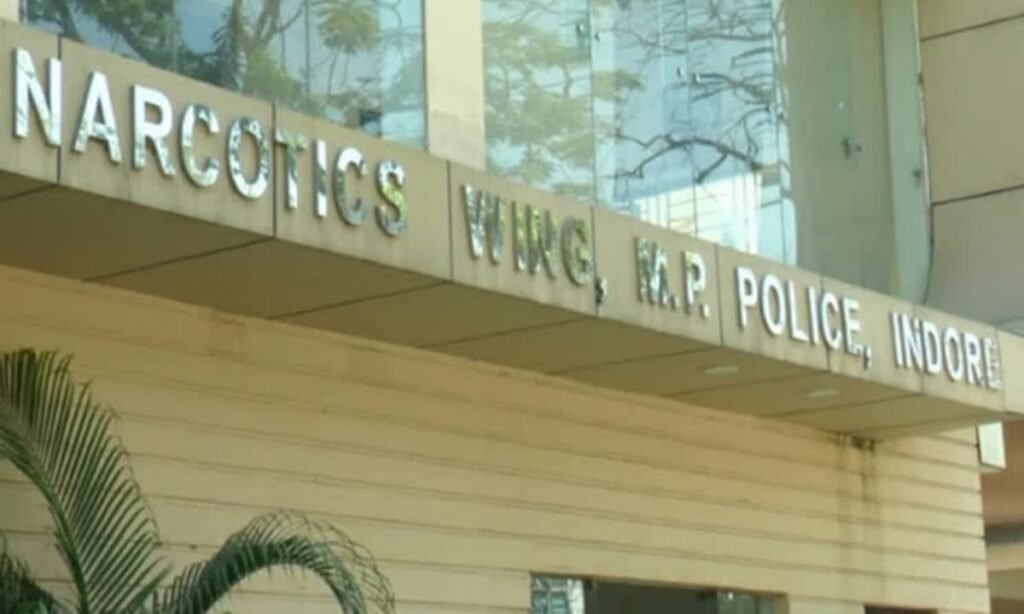 NARCOTICS WING, M.P. POLICE, INDORE